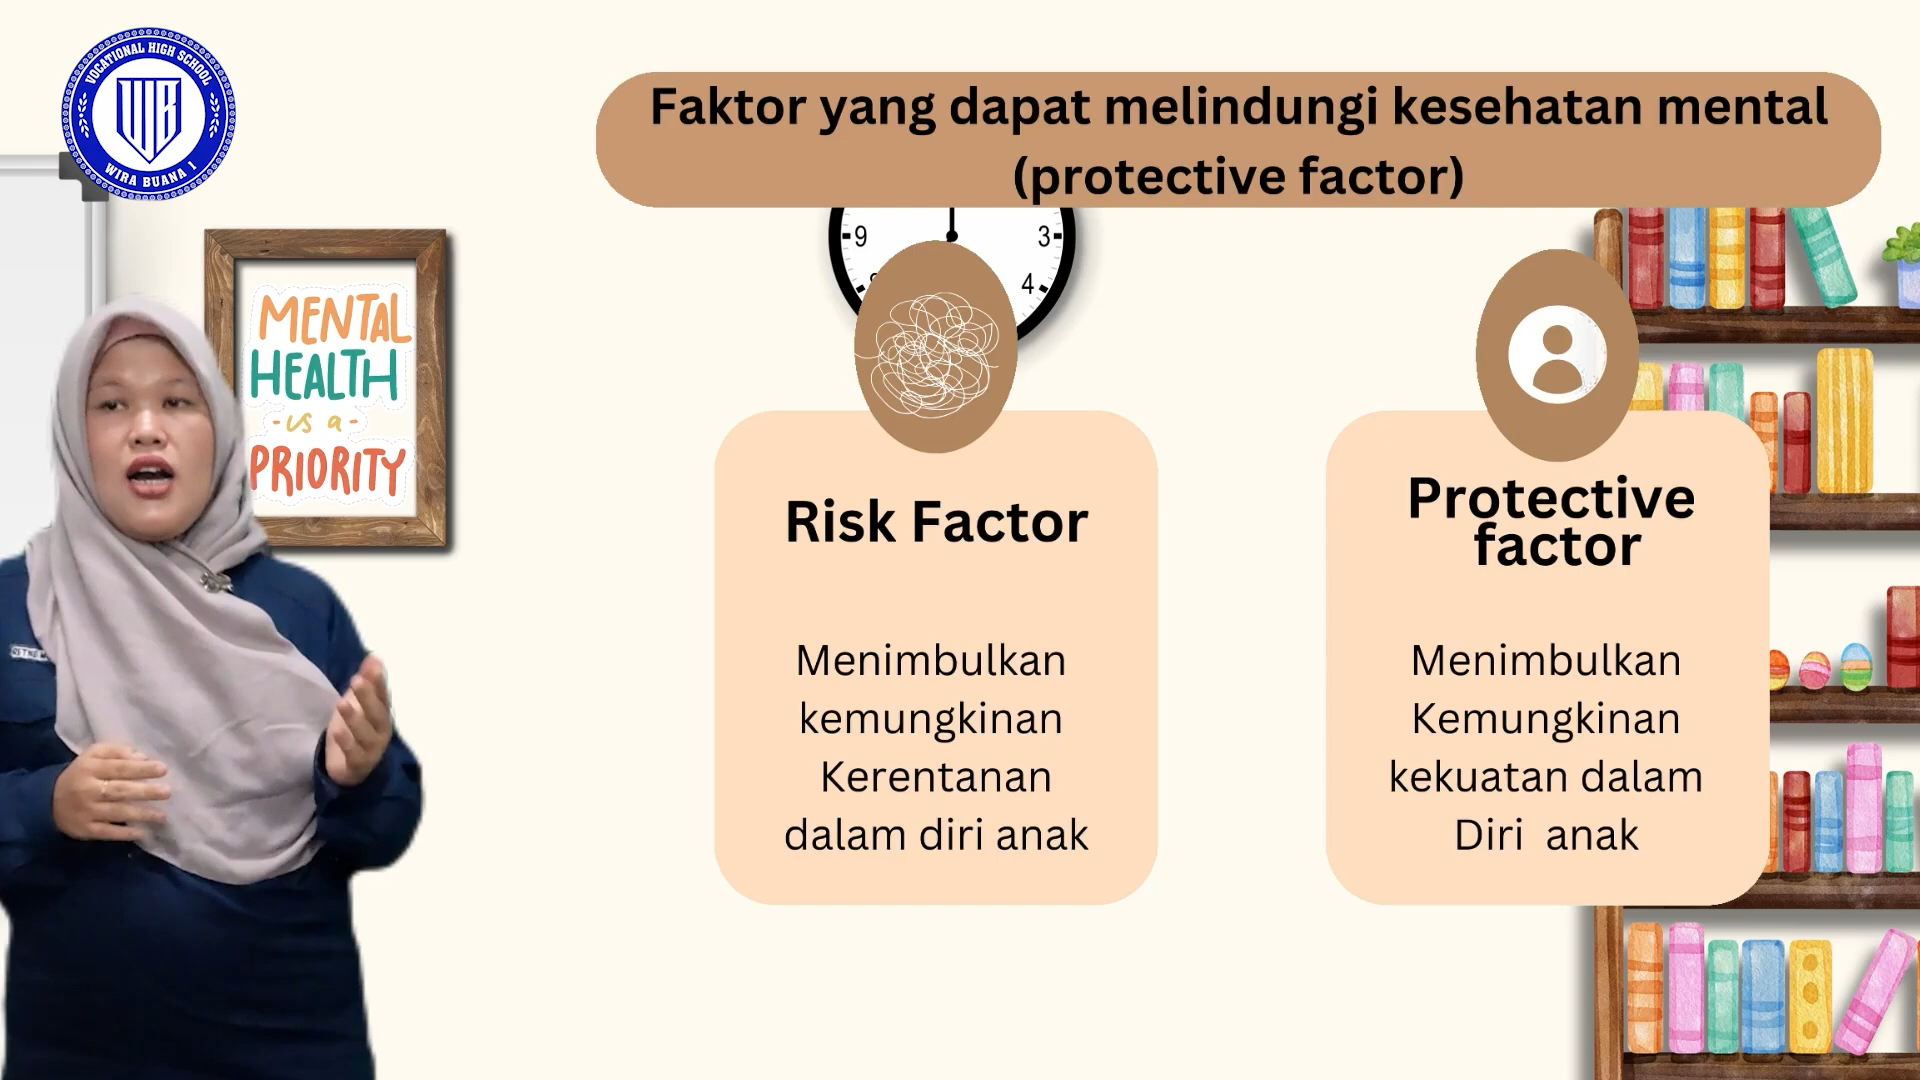 VOCATIONAL HIGH SCHOOL
WB
WIRA BUANA 1
Faktor yang dapat melindungi kesehatan mental
(protective factor)
9
3
4
MENTAL
HEALTH
-is a-
PRIORITY
Risk Factor
Menimbulkan
kemungkinan
Kerentanan
dalam diri anak
Protective
factor
Menimbulkan
Kemungkinan
kekuatan dalam
Diri anak